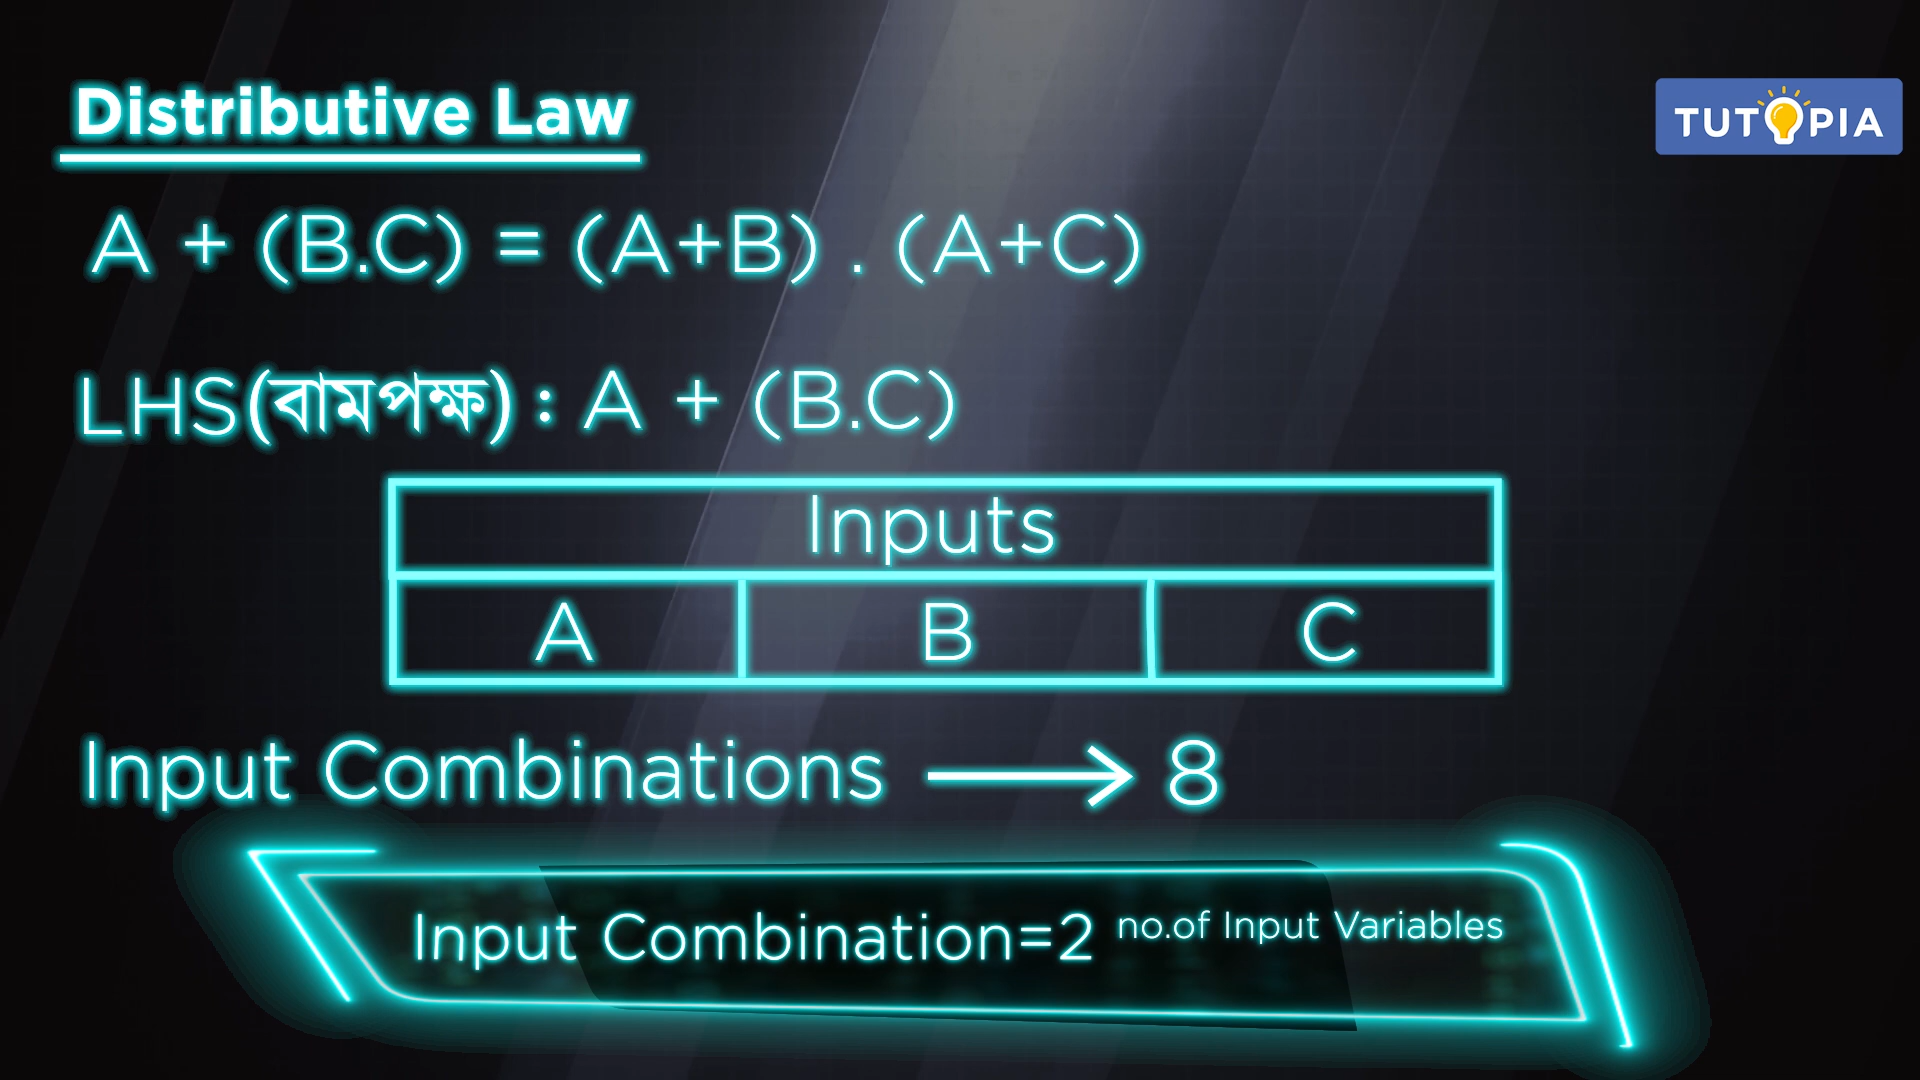 Distributive Law
TUTOPIA
A + (B.C) = (A+B) . (A+C)
LHS(বামপক্ষ) : A + (B.C)
Inputs
A B C
Input Combinations → 8
Input Combination=2 no.of Input Variables